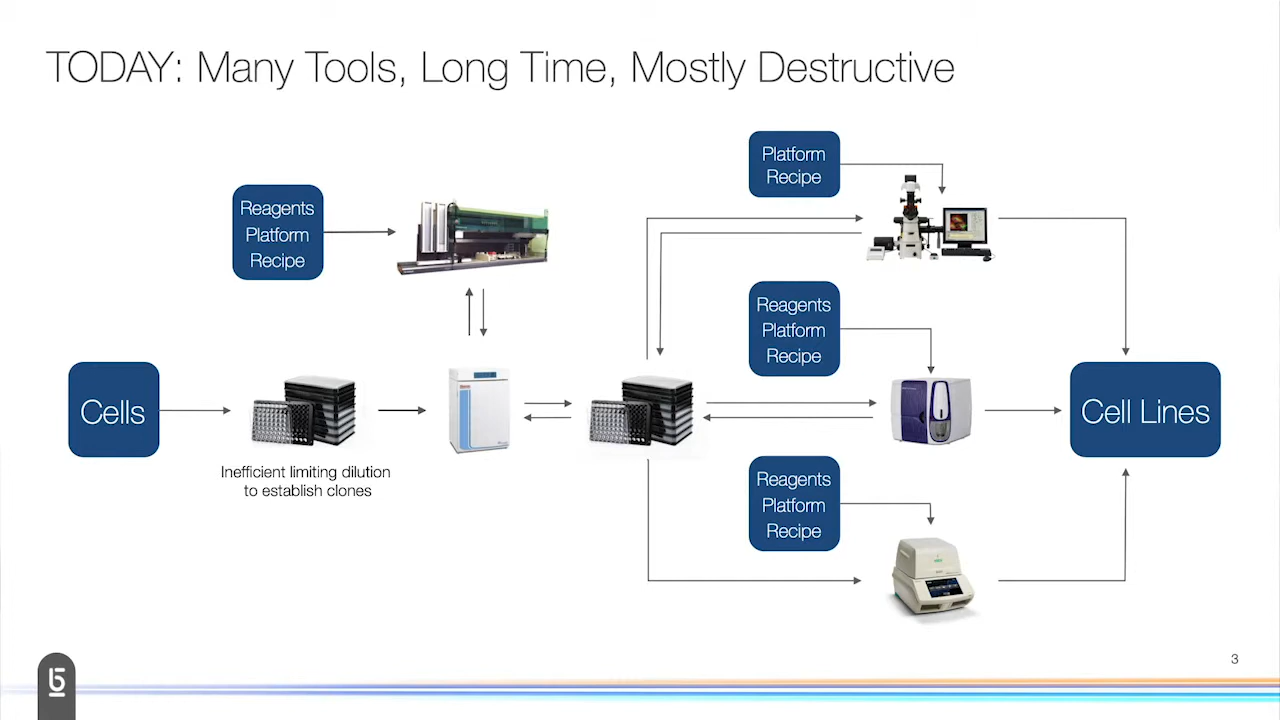 TODAY: Many Tools, Long Time, Mostly Destructive
Platform
Recipe
Reagents
Platform
Recipe
Reagents
Platform
Recipe
Cells
Cell Lines
Inefficient limiting dilution
to establish clones
Reagents
Platform
Recipe
3